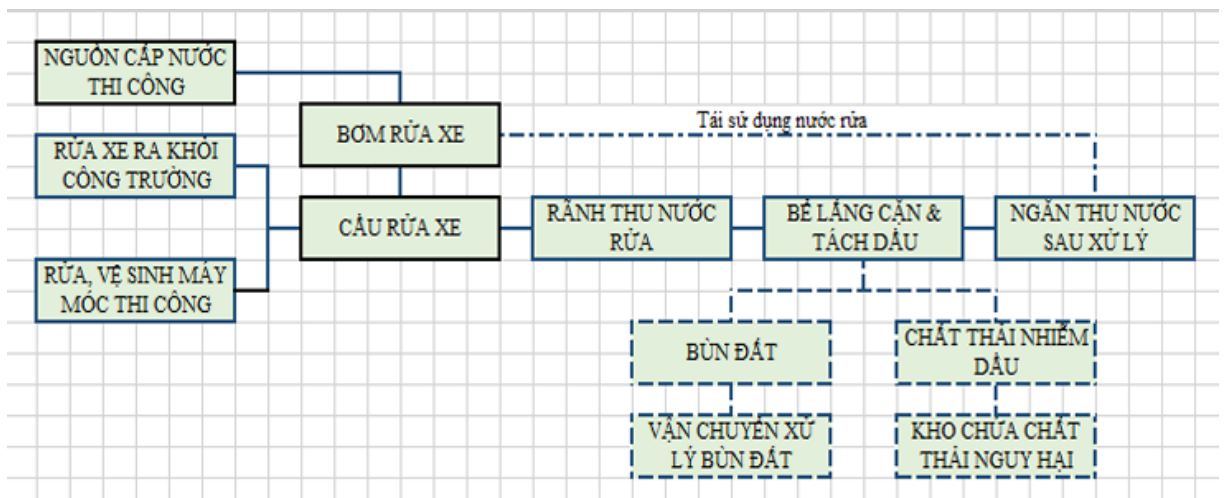 NGUỒN CẤP NƯỚC
THI CÔNG
BƠM RỬA XE
Tái sử dụng nước rửa
RỬA XE RA KHỎI
CÔNG TRƯỜNG
CẦU RỬA XE
RÃNH THU NƯỚC
RỬA
BỂ LẮNG CẶN &
TÁCH DẦU
NGĂN THU NƯỚC
SAU XỬ LÝ
RỬA, VỆ SINH MÁY
MÓC THI CÔNG
BÙN ĐẤT
CHẤT THẢI NHIỄM
DẦU
VẬN CHUYỂN XỬ
LÝ BÙN ĐẤT
KHO CHỨA CHẤT
THẢI NGUY HẠI